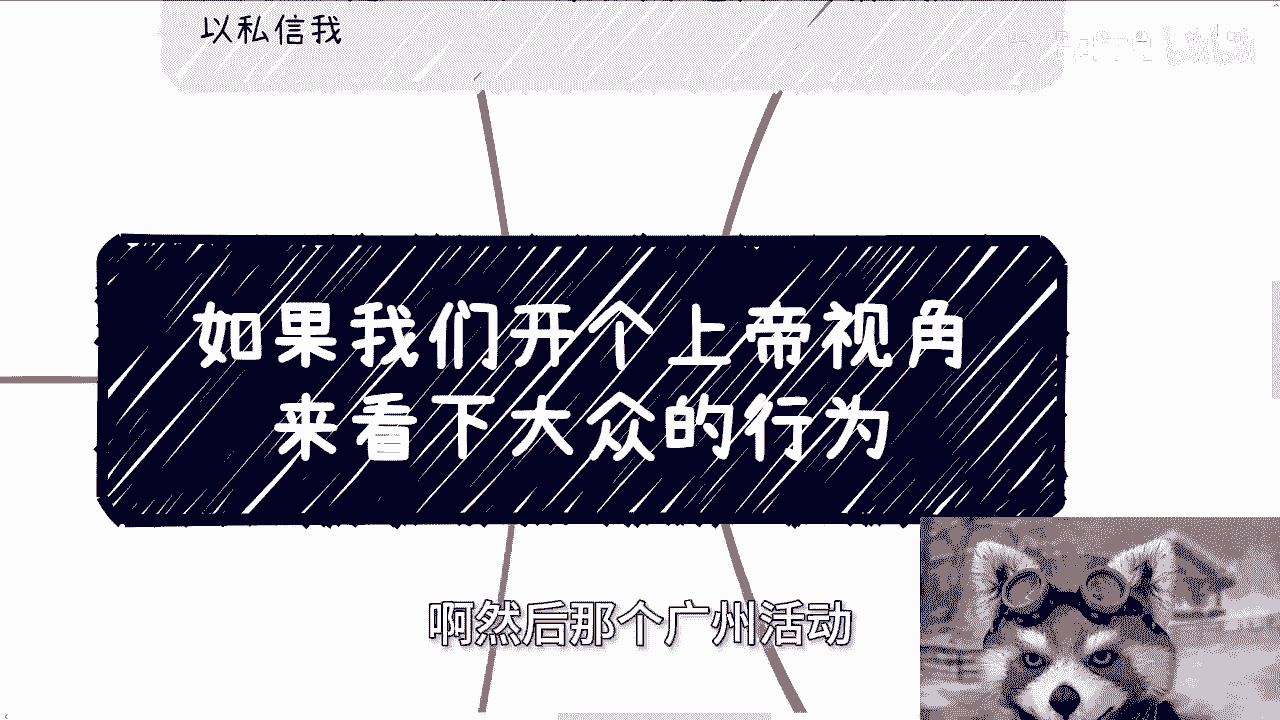 以私信我
如果我们开个上帝视角
来看下大众的行为
啊然后那个广州活动